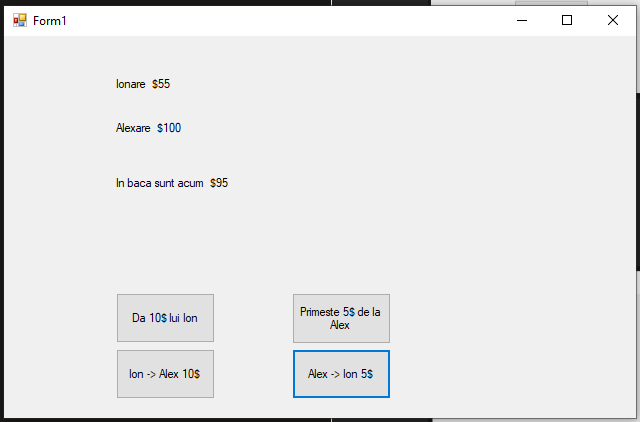 Form1
Ionare $55
Alexare $100
In baca sunt acum $95
Da 10$ lui Ion
Primeste 5$ de la
Alex
Ion -> Alex 10$
Alex -> Ion 5$